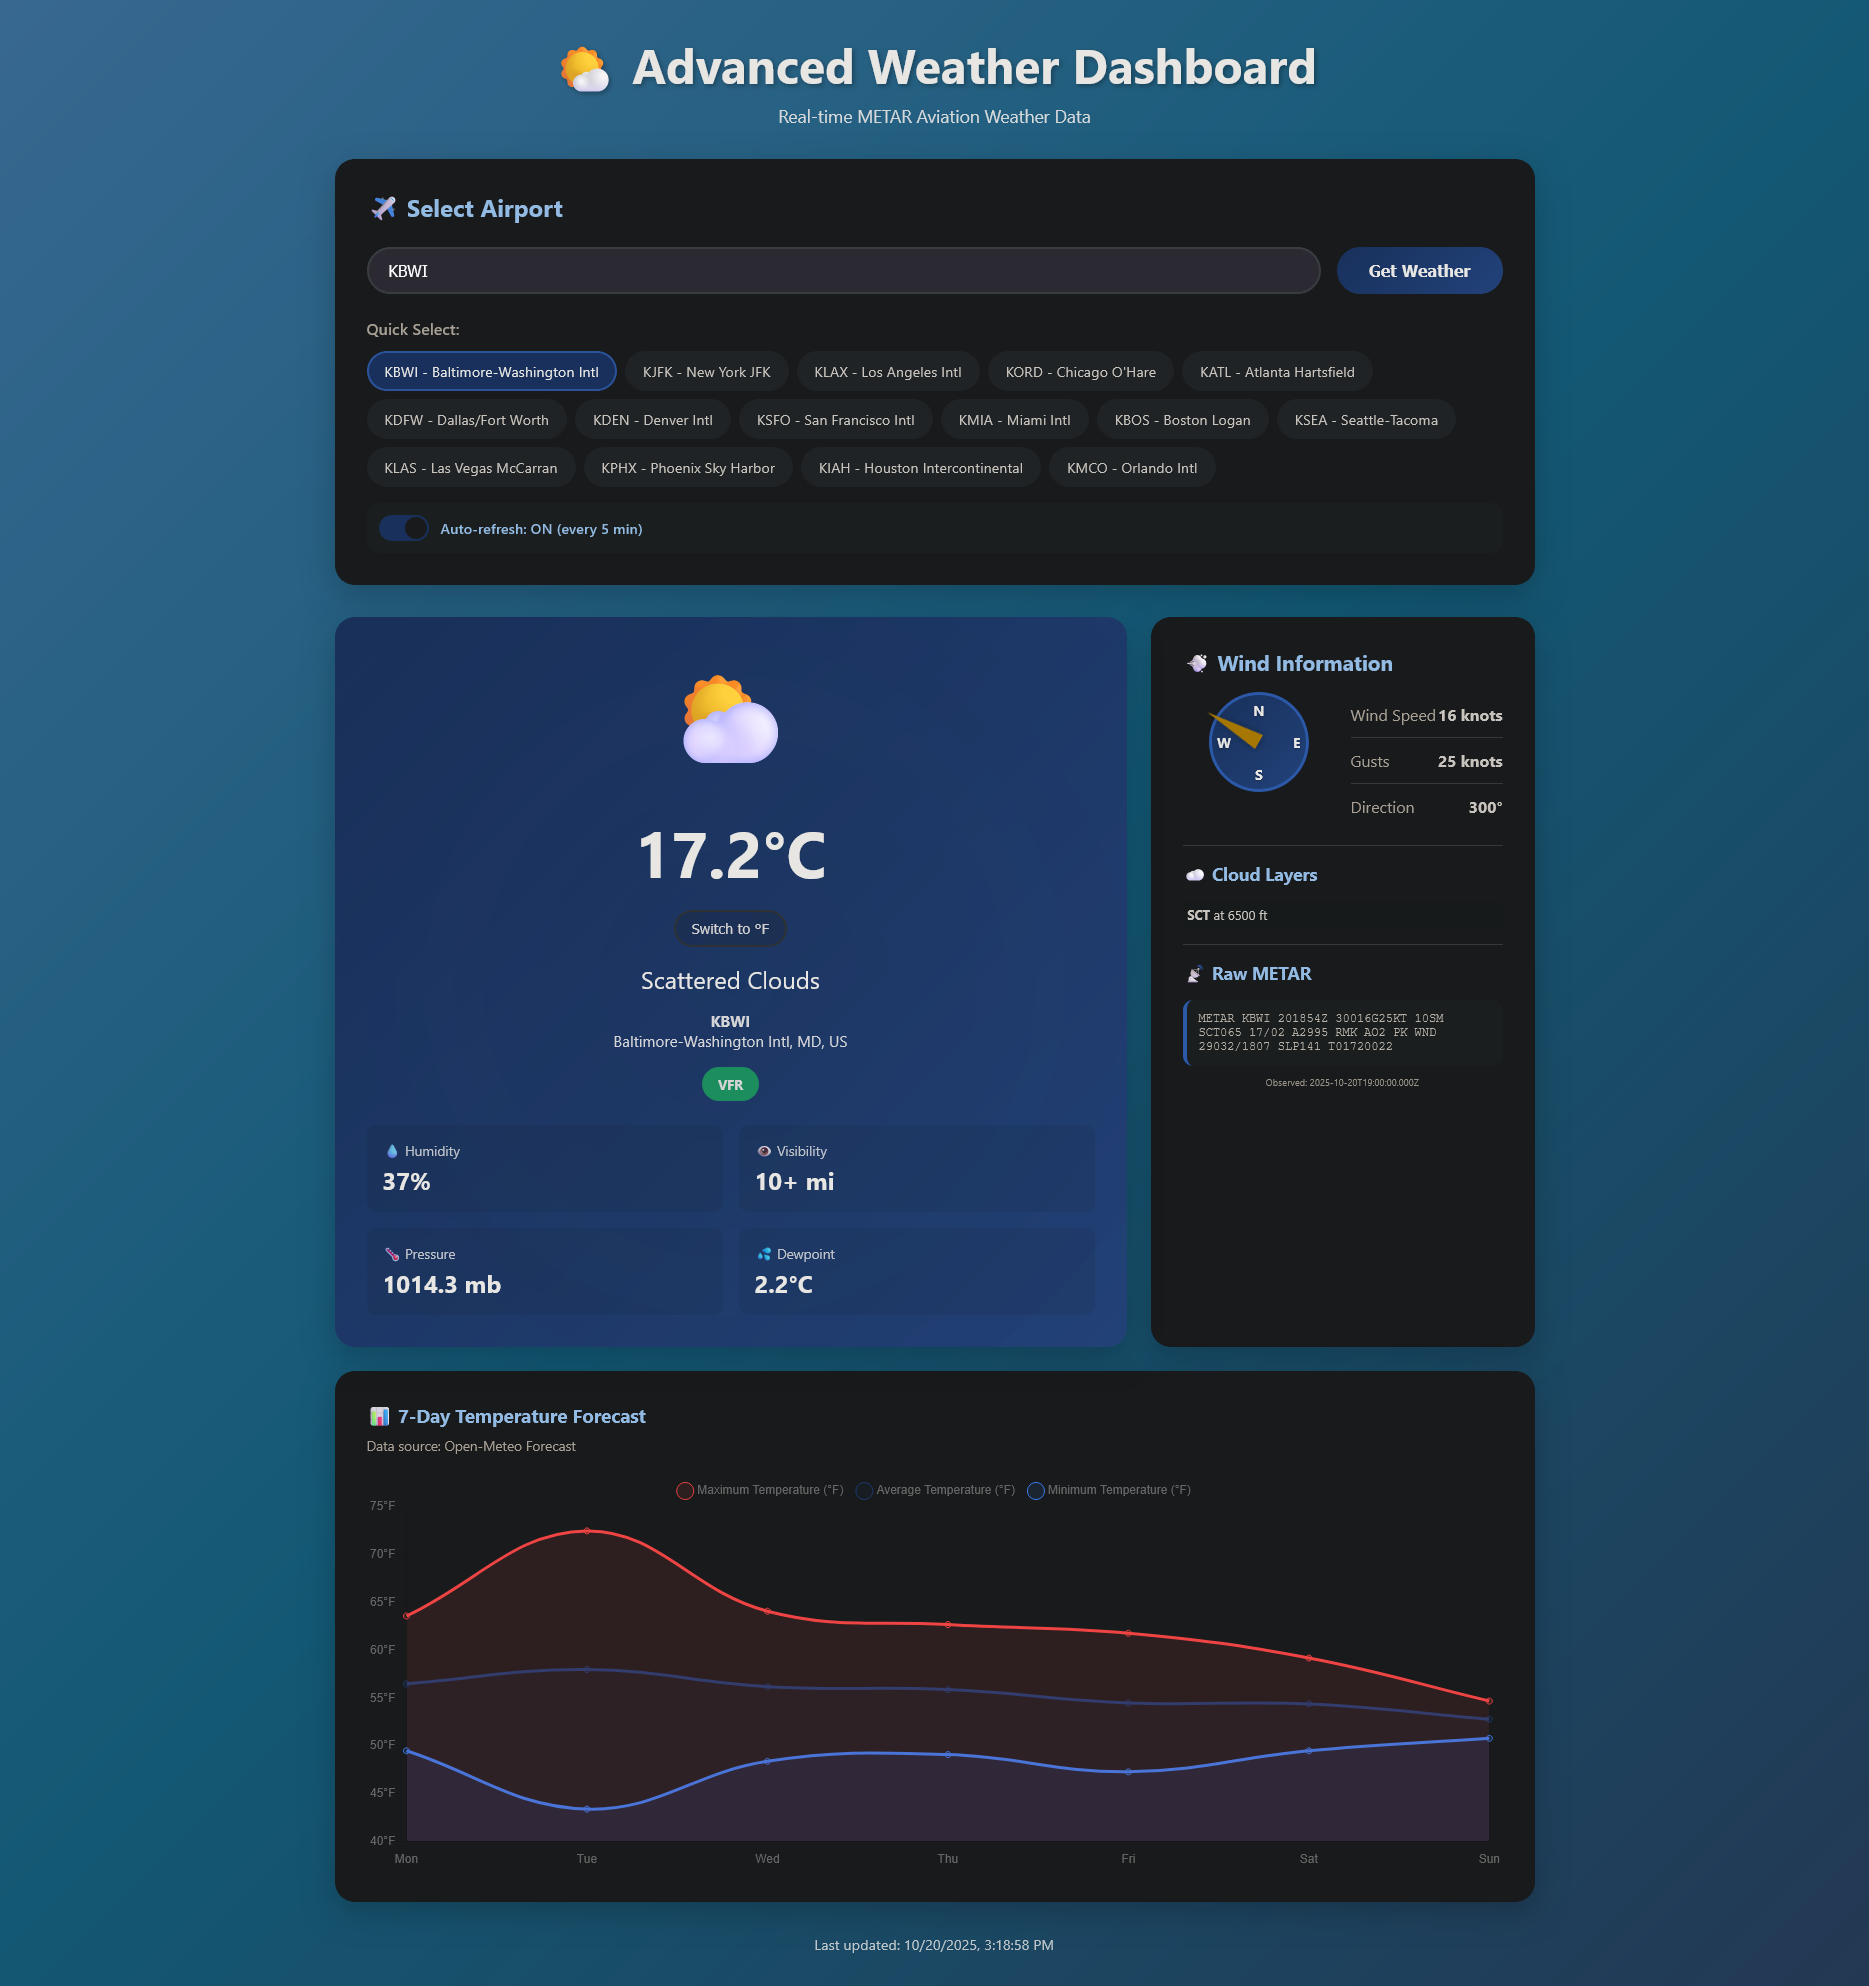 Advanced Weather Dashboard
Real-time METAR Aviation Weather Data
Select Airport
KBWI
Get Weather
Quick Select:
KBWI - Baltimore-Washington Intl
KJFK - New York JFK
KLAX - Los Angeles Intl
KORD - Chicago O'Hare
KATL - Atlanta Hartsfield
KDFW - Dallas/Fort Worth
KDEN - Denver Intl
KSFO - San Francisco Intl
KMIA - Miami Intl
KBOS - Boston Logan
KSEA - Seattle-Tacoma
KLAS - Las Vegas McCarran
KPHX - Phoenix Sky Harbor
KIAH - Houston Intercontinental
KMCO - Orlando Intl
Auto-refresh: ON (every 5 min)
17.2°C
Switch to °F
Scattered Clouds
KBWI
Baltimore-Washington Intl, MD, US
VFR
Humidity
37%
Visibility
10+ mi
Pressure
1014.3 mb
Dewpoint
2.2°C
Wind Information
N
W
E
S
Wind Speed 16 knots
Gusts 25 knots
Direction 300°
Cloud Layers
SCT at 6500 ft
Raw METAR
METAR KBWI 201854Z 30016G25KT 10SM
SCT065 17/02 A2995 RMK AO2 PK WND
29032/1807 SLP141 T01720022
Observed: 2025-10-20T19:00:00.000Z
7-Day Temperature Forecast
Data source: Open-Meteo Forecast
Maximum Temperature (°F)
Average Temperature (°F)
Minimum Temperature (°F)
75°F
70°F
65°F
60°F
55°F
50°F
45°F
40°F
Mon
Tue
Wed
Thu
Fri
Sat
Sun
Last updated: 10/20/2025, 3:18:58 PM